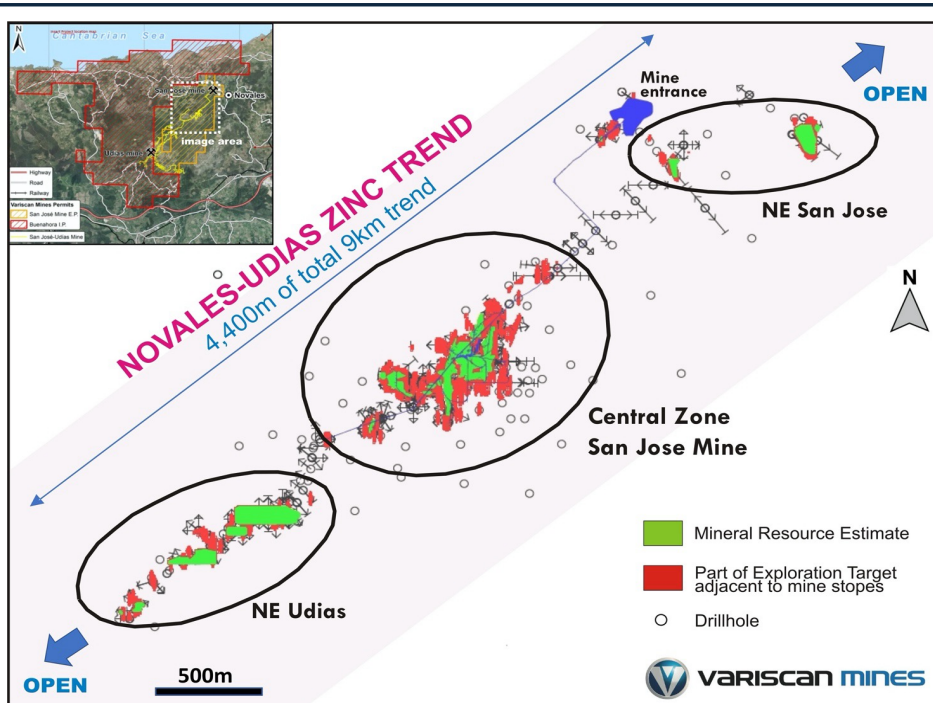 N
Cantabrian Sea
San José mine
Novales
image area
Udias mine
Highway
Road
Railway
Variscan Mines Permits
San José Mine E.P.
Buenahora I.P.
San José-Udías Mine
NOVALES-UDIAS ZINC TREND
4,400m of total 9km trend
Mine
entrance
OPEN
NE San Jose
N
Central Zone
San Jose Mine
NE Udias
OPEN
500m
Mineral Resource Estimate
Part of Exploration Target
adjacent to mine stopes
Drillhole
VARISCAN MINES